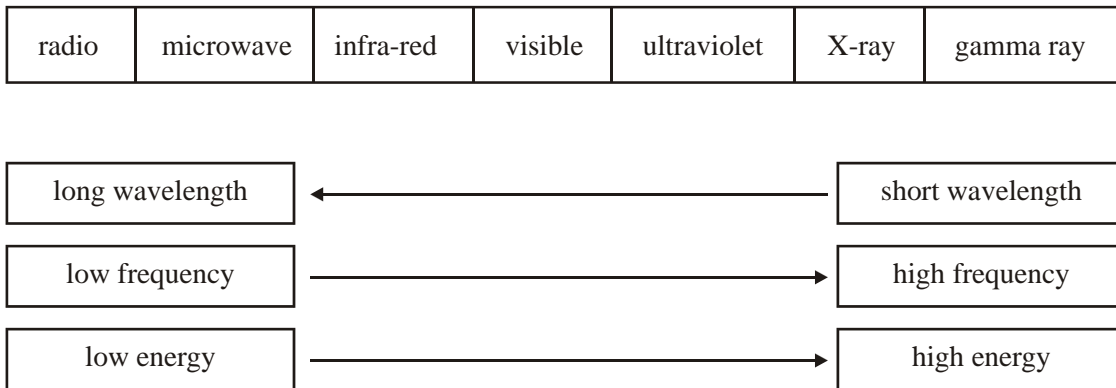 radio microwave infra-red visible ultraviolet X-ray gamma ray
long wavelength short wavelength
low frequency high frequency
low energy high energy